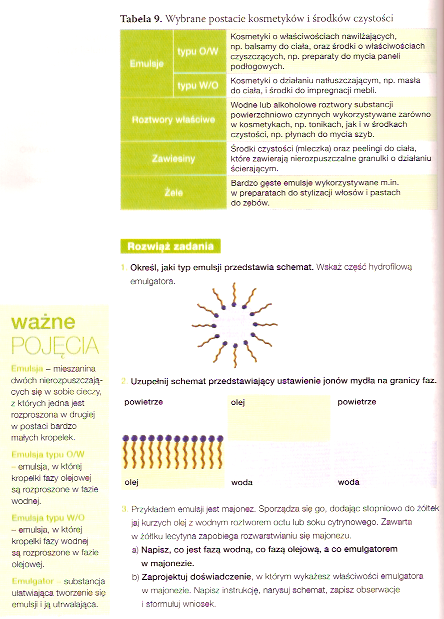 Tabela 9. Wybrane postacie kosmetyków i środków czystości
Emulsje
typu O/W
Kosmetyki o właściwościach nawilżających,
np. balsamy do ciała, oraz środki o właściwościach
czyszczących, np. preparaty do mycia paneli
podłogowych.
typu W/O
Kosmetyki o działaniu natłuszczającym, np. masła
do ciała, i środki do impregnacji mebli.
Roztwory właściwe
Wodne lub alkoholowe roztwory substancji
powierzchniowo czynnych wykorzystywane zarówno
w kosmetykach, np. tonikach, jak i w środkach
czystości, np. płynach do mycia szyb.
Zawiesiny
Środki czystości (mleczka) oraz peelingi do ciała,
które zawierają nierozpuszczalne granulki o działaniu
ścierającym.
Żele
Bardzo gęste emulsje wykorzystywane m.in.
w preparatach do stylizacji włosów i pastach
do zębów.
Rozwiąż zadania
1. Określ, jaki typ emulsji przedstawia schemat. Wskaż część hydrofilową
emulgatora.
2. Uzupełnij schemat przedstawiający ustawienie jonów mydła na granicy faz.
powietrze olej powietrze
olej woda woda
3. Przykładem emulsji jest majonez. Sporządza się go, dodając stopniowo do żółtek
jaj kurzych olej z wodnym roztworem octu lub soku cytrynowego. Zawarta
w żółtku lecytyna zapobiega rozwarstwianiu się majonezu.
a) Napisz, co jest fazą wodną, co fazą olejową, a co emulgatorem
w majonezie.
b) Zaprojektuj doświadczenie, w którym wykażesz właściwości emulgatora
w majonezie. Napisz instrukcję, narysuj schemat, zapisz obserwacje
i sformułuj wniosek.
ważne
POJĘCIA
Emulsja – mieszanina
dwóch nierozpuszczają-
cych się w sobie cieczy,
z których jedna jest
rozproszona w drugiej
w postaci bardzo
małych kropelek.
Emulsja typu O/W
– emulsja, w której
kropelki fazy olejowej
są rozproszone w fazie
wodnej.
Emulsja typu W/O
– emulsja, w której
kropelki fazy wodnej
są rozproszone w fazie
olejowej.
Emulgator – substancja
ułatwiająca tworzenie się
emulsji i ją utrwalająca.